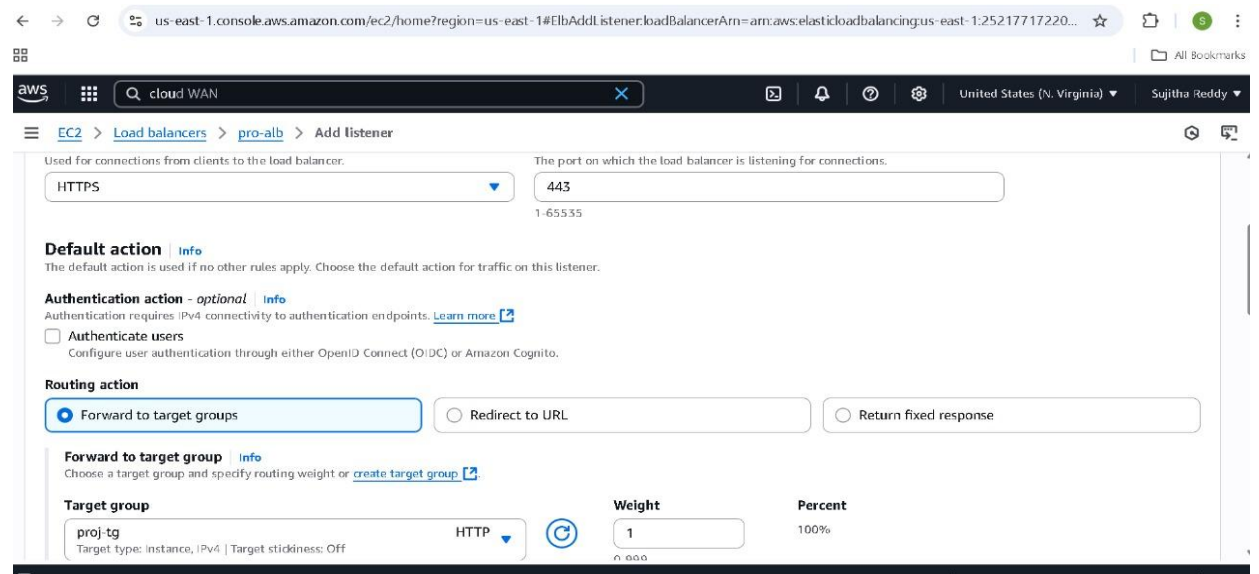 us-east-1.console.aws.amazon.com/ec2/home?region=us-east-1#ElbAddListener:loadBalancerArn=arn:aws:elasticloadbalancing:us-east-1:25217717220...
S
All Bookmarks
aws
cloud WAN
United States (N. Virginia)
Sujitha Reddy
EC2 > Load balancers > pro-alb > Add listener
Used for connections from clients to the load balancer. The port on which the load balancer is listening for connections.
HTTPS 443
1-65535
Default action Info
The default action is used if no other rules apply. Choose the default action for traffic on this listener.
Authentication action - optional Info
Authentication requires IPv4 connectivity to authentication endpoints. Learn more
Authenticate users
Configure user authentication through either OpenID Connect (OIDC) or Amazon Cognito.
Routing action
Forward to target groups Redirect to URL Return fixed response
Forward to target group Info
Choose a target group and specify routing weight or create target group.
Target group Weight Percent
proj-tg HTTP 1 100%
Target type: Instance, IPv4 | Target stickiness: Off
0-999